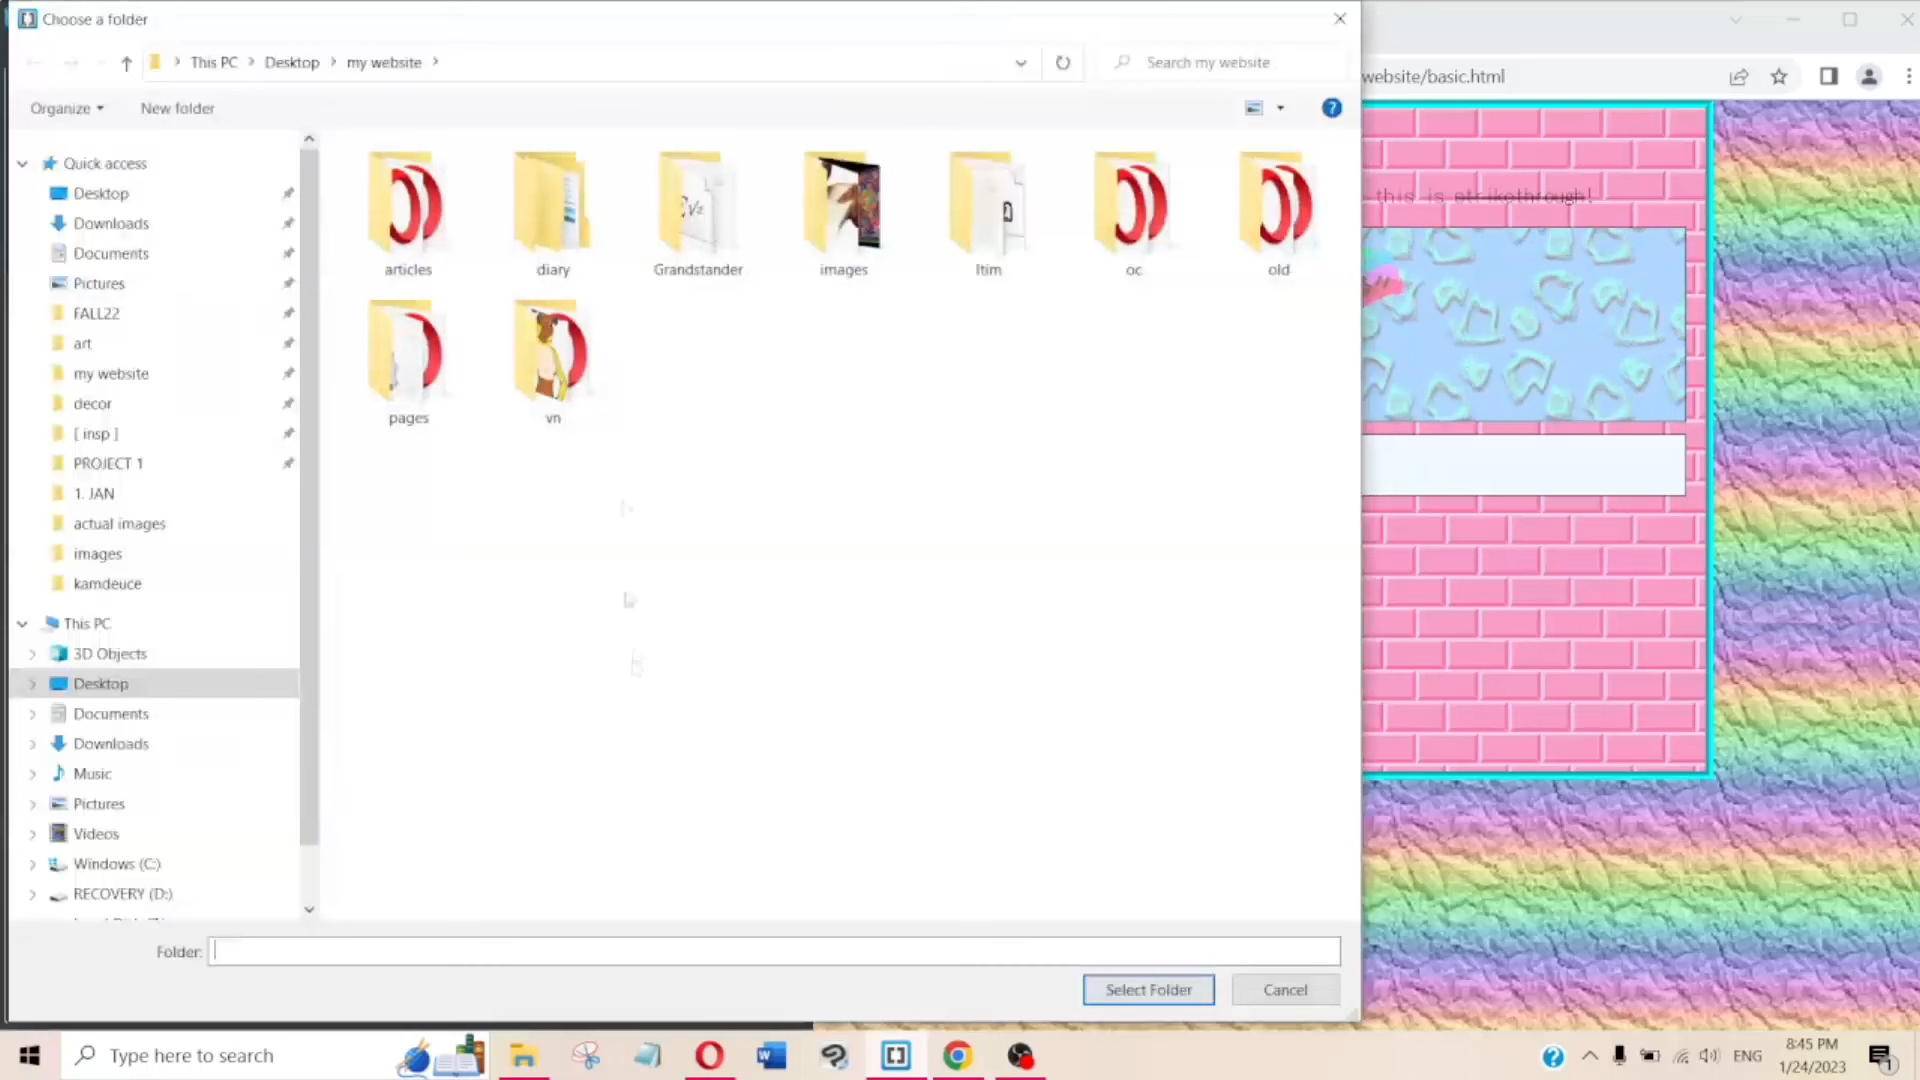 Choose a folder
This PC > Desktop > my website >
Search my website
website/basic.html
Organize
New folder
Quick access
Desktop
Downloads
Documents
Pictures
FALL22
art
my website
decor
[ insp ]
PROJECT 1
1. JAN
actual images
images
kamdeuce
This PC
3D Objects
Desktop
Documents
Downloads
Music
Pictures
Videos
Windows (C:)
RECOVERY (D:)
articles
diary
Grandstander
images
ltim
oc
old
pages
vn
this is strikethrough!
Folder:
Select Folder
Cancel
Type here to search
ENG
8:45 PM
1/24/2023